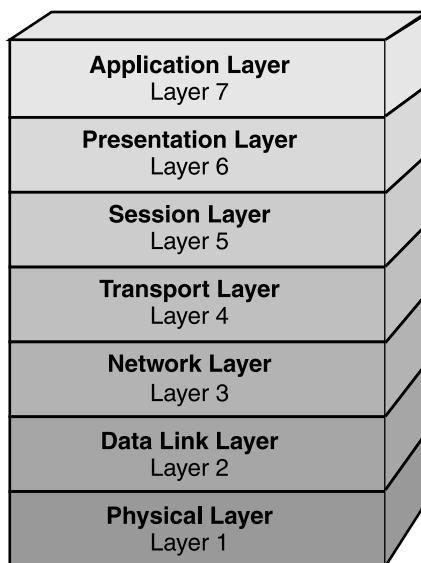 Application Layer
Layer 7
Presentation Layer
Layer 6
Session Layer
Layer 5
Transport Layer
Layer 4
Network Layer
Layer 3
Data Link Layer
Layer 2
Physical Layer
Layer 1